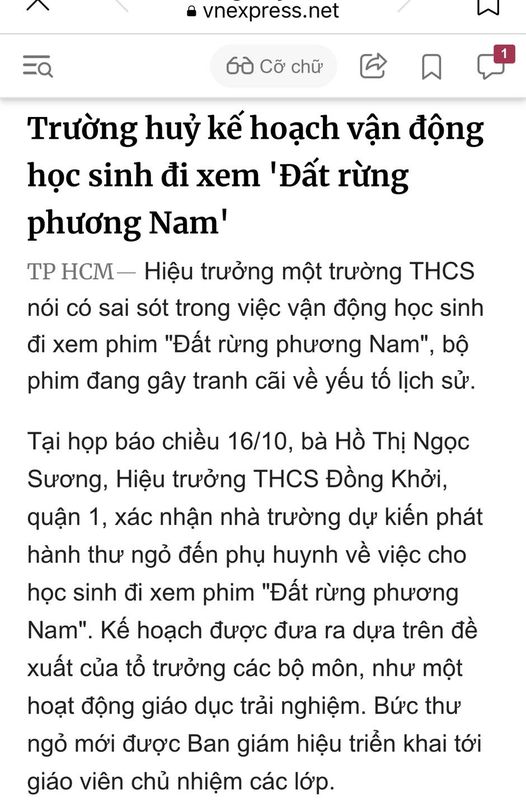 vnexpress.net
Cỡ chữ
1
Trường huỷ kế hoạch vận động
học sinh đi xem 'Đất rừng
phương Nam'
TP HCM— Hiệu trưởng một trường THCS
nói có sai sót trong việc vận động học sinh
đi xem phim "Đất rừng phương Nam", bộ
phim đang gây tranh cãi về yếu tố lịch sử.
Tại họp báo chiều 16/10, bà Hồ Thị Ngọc
Sương, Hiệu trưởng THCS Đồng Khởi,
quận 1, xác nhận nhà trường dự kiến phát
hành thư ngỏ đến phụ huynh về việc cho
học sinh đi xem phim "Đất rừng phương
Nam". Kế hoạch được đưa ra dựa trên đề
xuất của tổ trưởng các bộ môn, như một
hoạt động giáo dục trải nghiệm. Bức thư
ngỏ mới được Ban giám hiệu triển khai tới
giáo viên chủ nhiệm các lớp.